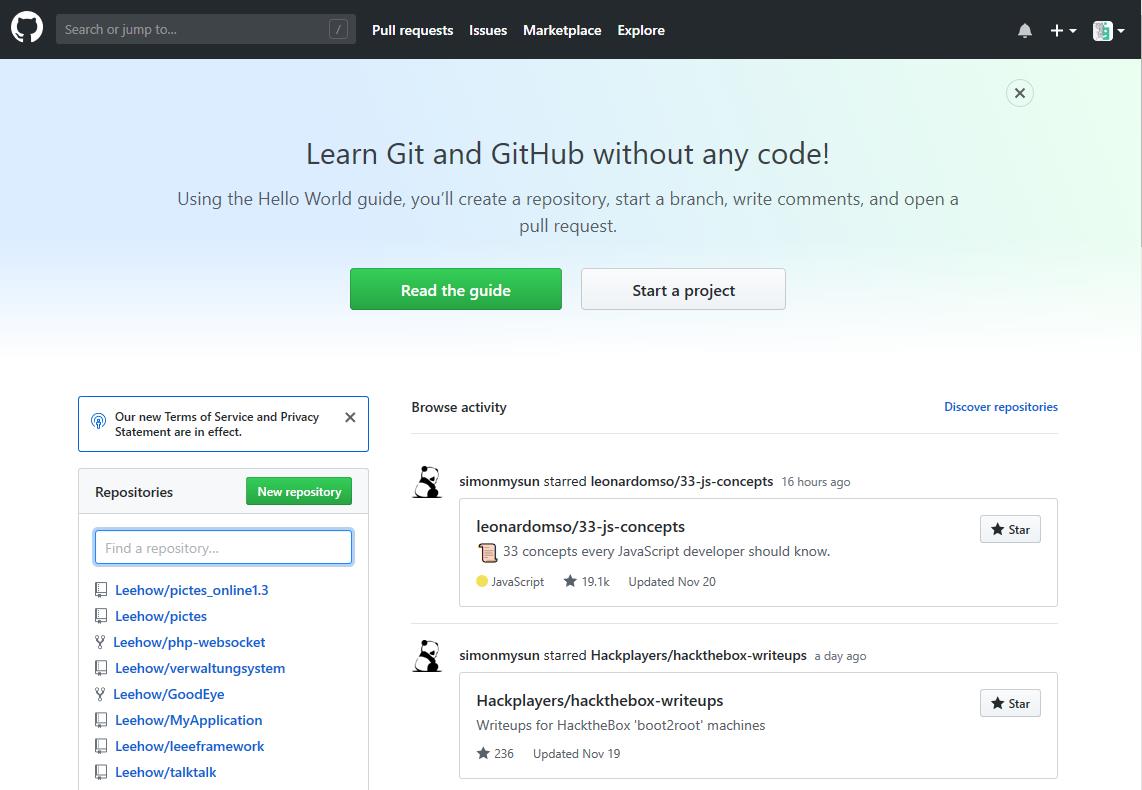 Search or jump to...
/
Pull requests
Issues
Marketplace
Explore
Learn Git and GitHub without any code!
Using the Hello World guide, you’ll create a repository, start a branch, write comments, and open a
pull request.
Read the guide
Start a project
Our new Terms of Service and Privacy
Statement are in effect.
Repositories
New repository
Find a repository...
Leehow/pictes_online1.3
Leehow/pictes
Leehow/php-websocket
Leehow/verwaltungsystem
Leehow/GoodEye
Leehow/MyApplication
Leehow/leeeframework
Leehow/talktalk
Browse activity
Discover repositories
simonmysun starred leonardomso/33-js-concepts 16 hours ago
leonardomso/33-js-concepts
Star
33 concepts every JavaScript developer should know.
JavaScript 19.1k Updated Nov 20
simonmysun starred Hackplayers/hackthebox-writeups a day ago
Hackplayers/hackthebox-writeups
Star
Writeups for HacktheBox 'boot2root' machines
236 Updated Nov 19